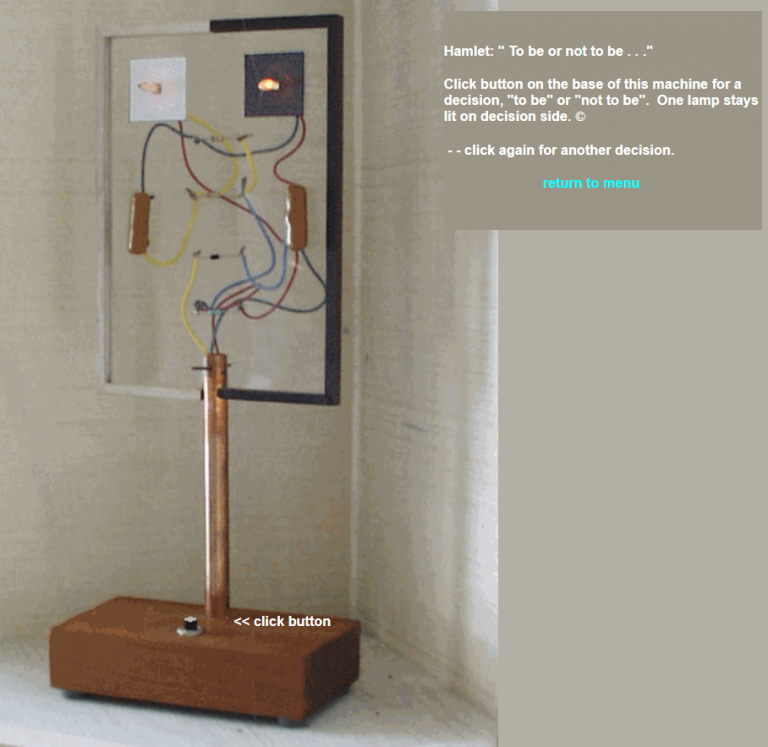 Hamlet: " To be or not to be . . ."
Click button on the base of this machine for a
decision, "to be" or "not to be".  One lamp stays
lit on decision side. ©
- - click again for another decision.
return to menu
<< click button